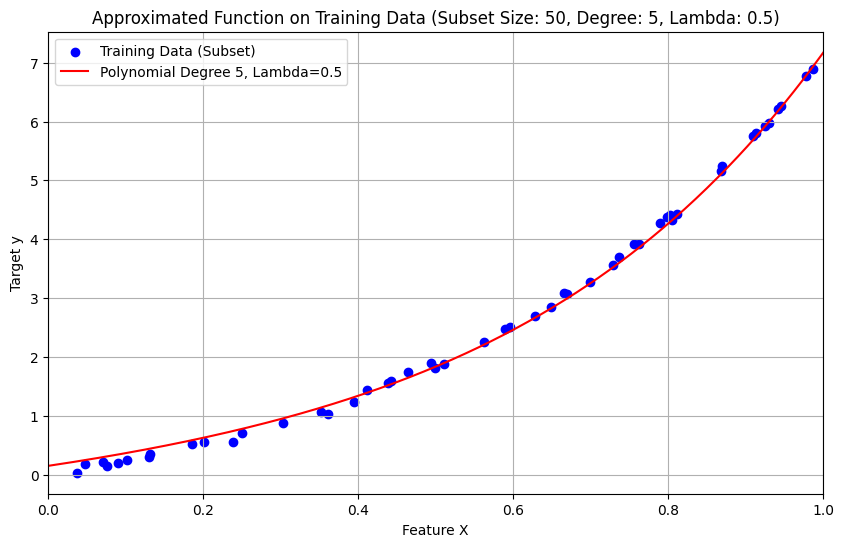 Approximated Function on Training Data (Subset Size: 50, Degree: 5, Lambda: 0.5)
Training Data (Subset)
Polynomial Degree 5, Lambda=0.5
Target y
7
6
5
4
3
2
1
0
0.0 0.2 0.4 0.6 0.8 1.0
Feature X